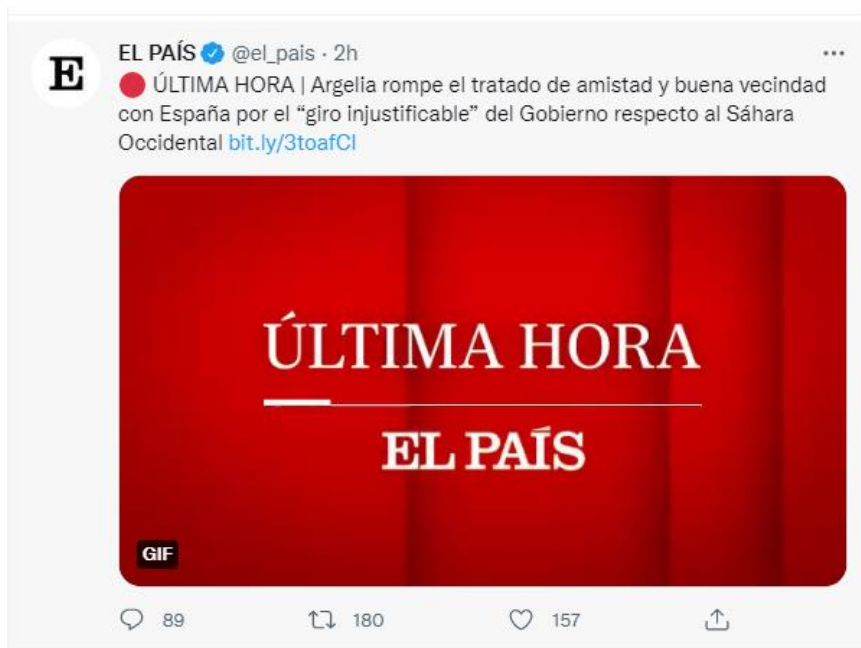 EL PAÍS @el_pais · 2h
ÚLTIMA HORA | Argelia rompe el tratado de amistad y buena vecindad
con España por el “giro injustificable” del Gobierno respecto al Sáhara
Occidental bit.ly/3toafCl
E
ÚLTIMA HORA
EL PAÍS
GIF
89 180 157